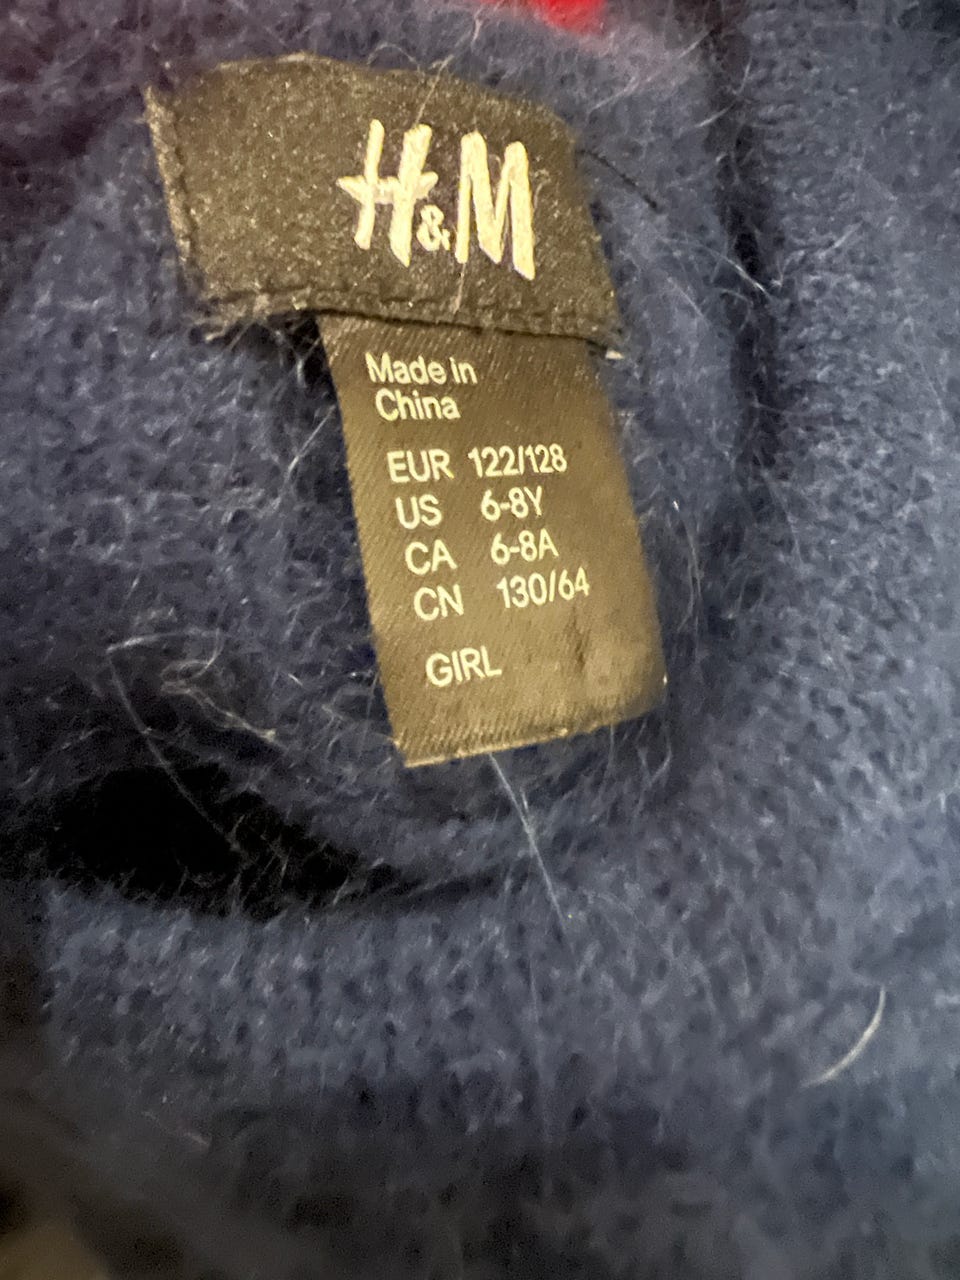 H&M
Made in
China
EUR 122/128
US 6-8Y
CA 6-8A
CN 130/64
GIRL